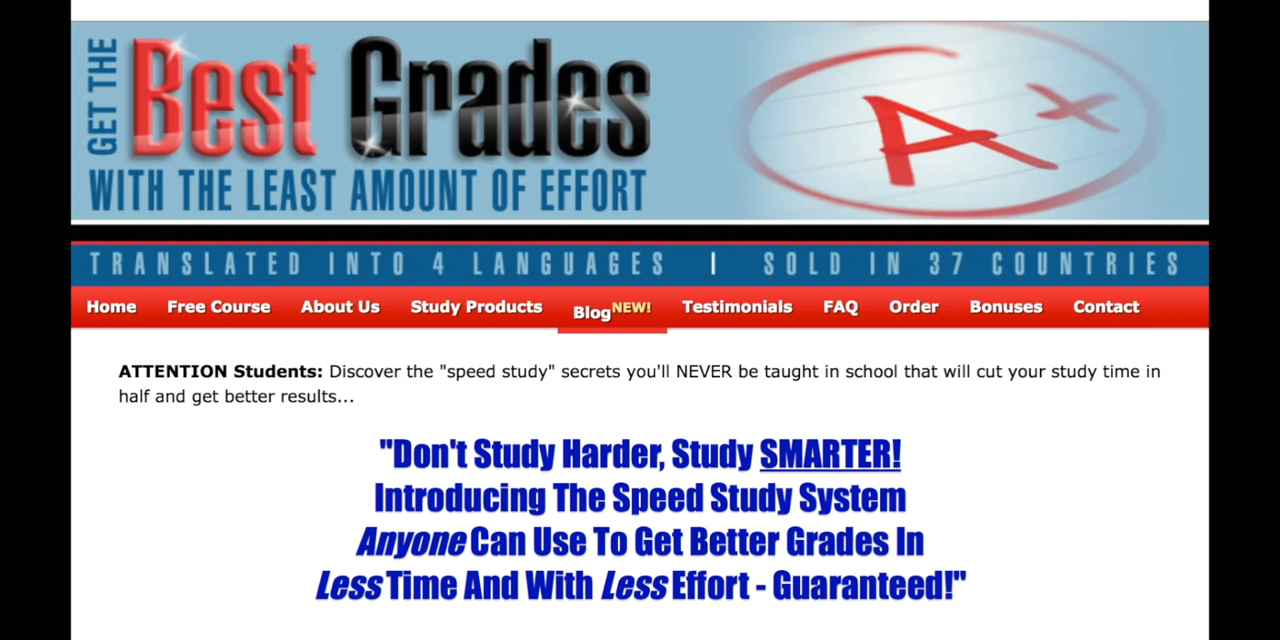 GET THE
Best Grades
WITH THE LEAST AMOUNT OF EFFORT
A+
TRANSLATED INTO 4 LANGUAGES | SOLD IN 37 COUNTRIES
Home Free Course About Us Study Products Blog NEW! Testimonials FAQ Order Bonuses Contact
ATTENTION Students: Discover the "speed study" secrets you'll NEVER be taught in school that will cut your study time in
half and get better results...
"Don't Study Harder, Study SMARTER!
Introducing The Speed Study System
Anyone Can Use To Get Better Grades In
Less Time And With Less Effort - Guaranteed!"